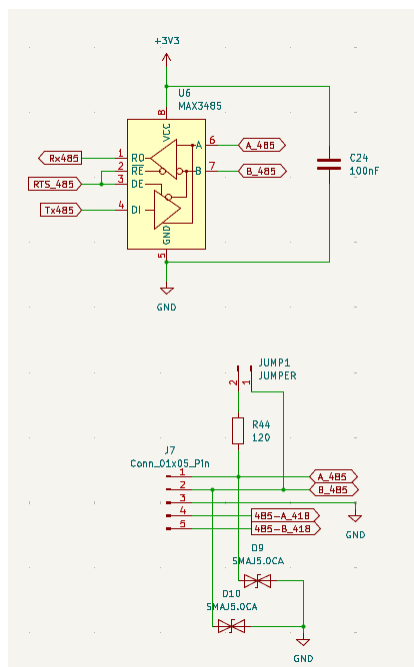 +3V3
U6
MAX3485
8
VCC
Rx485
1
RO
A
6
A_485
2
RE
B
7
B_485
RTS_485
3
DE
Tx485
4
DI
GND
5
C24
100nF
GND
JUMP1
JUMPER
2
1
R44
120
J7
Conn_01x05_Pin
1
A_485
2
B_485
3
4
485-A_418
5
485-B_418
GND
D9
SMAJ5.0CA
D10
SMAJ5.0CA
GND